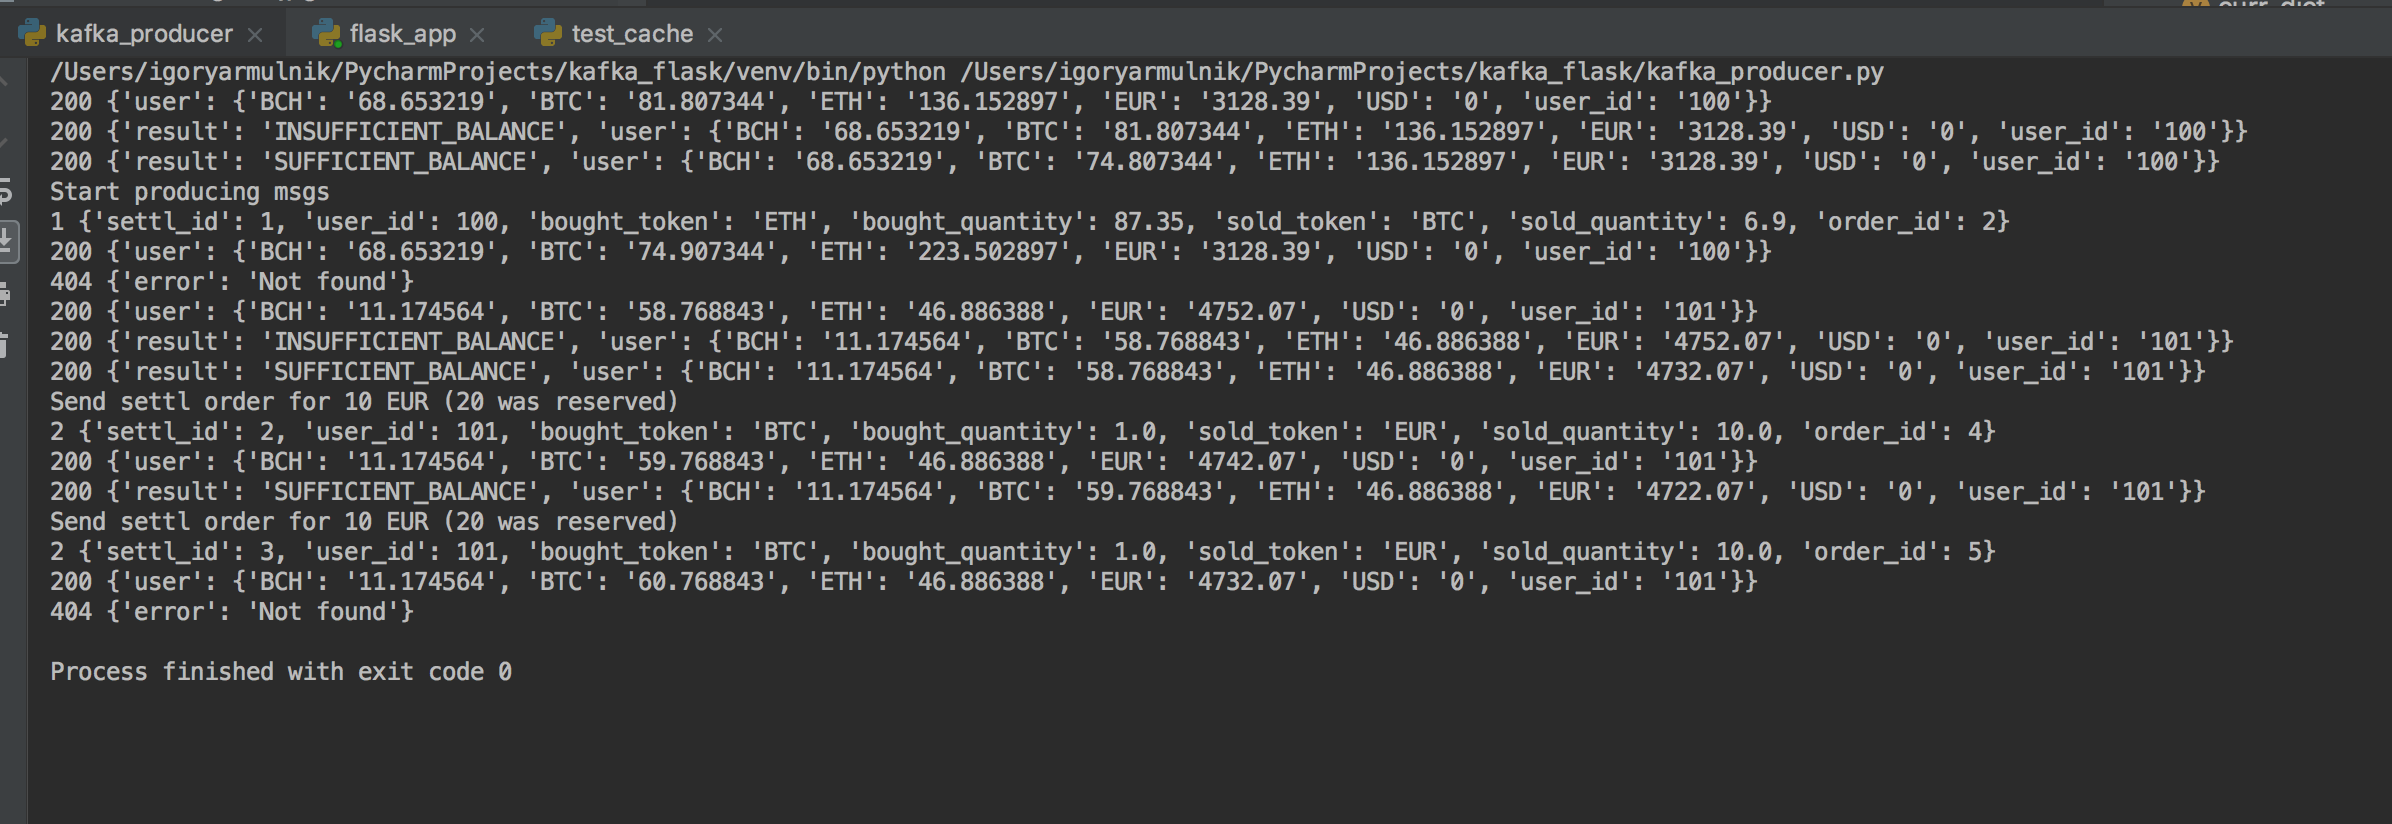 kafka_producer flask_app test_cache
/Users/igoryarmulnik/PycharmProjects/kafka_flask/venv/bin/python /Users/igoryarmulnik/PycharmProjects/kafka_flask/kafka_producer.py
200 {'user': {'BCH': '68.653219', 'BTC': '81.807344', 'ETH': '136.152897', 'EUR': '3128.39', 'USD': '0', 'user_id': '100'}}
200 {'result': 'INSUFFICIENT_BALANCE', 'user': {'BCH': '68.653219', 'BTC': '81.807344', 'ETH': '136.152897', 'EUR': '3128.39', 'USD': '0', 'user_id': '100'}}
200 {'result': 'SUFFICIENT_BALANCE', 'user': {'BCH': '68.653219', 'BTC': '74.807344', 'ETH': '136.152897', 'EUR': '3128.39', 'USD': '0', 'user_id': '100'}}
Start producing msgs
1 {'settl_id': 1, 'user_id': 100, 'bought_token': 'ETH', 'bought_quantity': 87.35, 'sold_token': 'BTC', 'sold_quantity': 6.9, 'order_id': 2}
200 {'user': {'BCH': '68.653219', 'BTC': '74.907344', 'ETH': '223.502897', 'EUR': '3128.39', 'USD': '0', 'user_id': '100'}}
404 {'error': 'Not found'}
200 {'user': {'BCH': '11.174564', 'BTC': '58.768843', 'ETH': '46.886388', 'EUR': '4752.07', 'USD': '0', 'user_id': '101'}}
200 {'result': 'INSUFFICIENT_BALANCE', 'user': {'BCH': '11.174564', 'BTC': '58.768843', 'ETH': '46.886388', 'EUR': '4752.07', 'USD': '0', 'user_id': '101'}}
200 {'result': 'SUFFICIENT_BALANCE', 'user': {'BCH': '11.174564', 'BTC': '58.768843', 'ETH': '46.886388', 'EUR': '4732.07', 'USD': '0', 'user_id': '101'}}
Send settl order for 10 EUR (20 was reserved)
2 {'settl_id': 2, 'user_id': 101, 'bought_token': 'BTC', 'bought_quantity': 1.0, 'sold_token': 'EUR', 'sold_quantity': 10.0, 'order_id': 4}
200 {'user': {'BCH': '11.174564', 'BTC': '59.768843', 'ETH': '46.886388', 'EUR': '4742.07', 'USD': '0', 'user_id': '101'}}
200 {'result': 'SUFFICIENT_BALANCE', 'user': {'BCH': '11.174564', 'BTC': '59.768843', 'ETH': '46.886388', 'EUR': '4722.07', 'USD': '0', 'user_id': '101'}}
Send settl order for 10 EUR (20 was reserved)
2 {'settl_id': 3, 'user_id': 101, 'bought_token': 'BTC', 'bought_quantity': 1.0, 'sold_token': 'EUR', 'sold_quantity': 10.0, 'order_id': 5}
200 {'user': {'BCH': '11.174564', 'BTC': '60.768843', 'ETH': '46.886388', 'EUR': '4732.07', 'USD': '0', 'user_id': '101'}}
404 {'error': 'Not found'}
Process finished with exit code 0